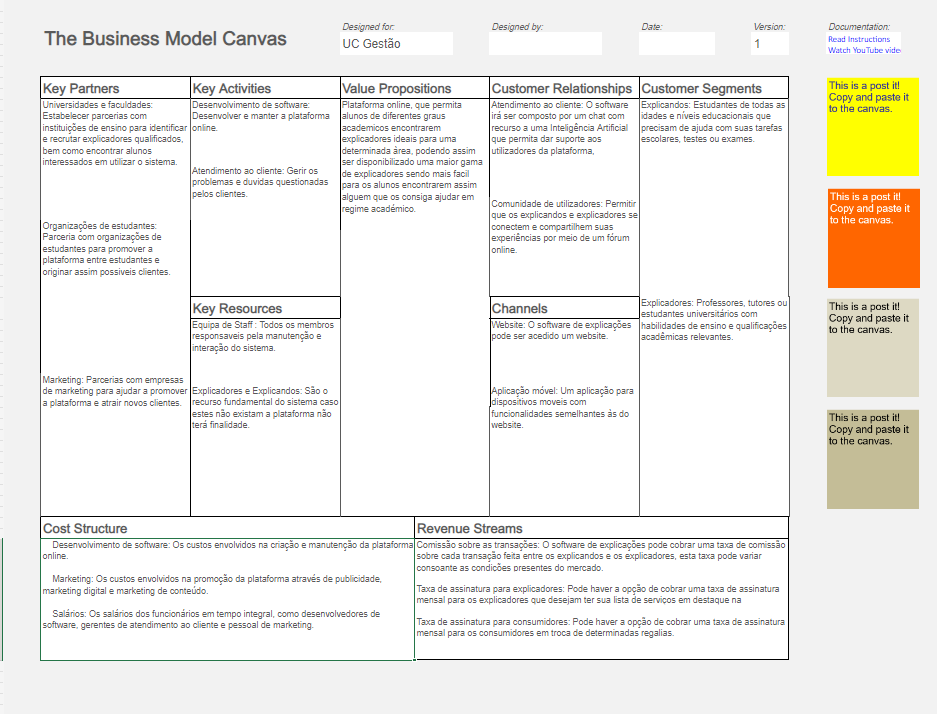 Designed for:
Designed by:
Date:
Version:
Documentation:
The Business Model Canvas
UC Gestão
1
Read Instructions
Watch YouTube vide
Key Partners
Universidades e faculdades:
Estabelecer parcerias com
instituições de ensino para identificar
e recrutar explicadores qualificados,
bem como encontrar alunos
interessados em utilizar o sistema.
Organizações de estudantes:
Parceria com organizações de
estudantes para promover a
plataforma entre estudantes e
originar assim possiveis clientes.
Marketing: Parcerias com empresas
de marketing para ajudar a promover
a plataforma e atrair novos clientes.
Key Activities
Desenvolvimento de software:
Desenvolver e manter a plataforma
online.
Atendimento ao cliente: Gerir os
problemas e duvidas questionadas
pelos clientes.
Key Resources
Equipa de Staff : Todos os membros
responsaveis pela manutenção e
interação do sistema.
Explicadores e Explicandos: São o
recurso fundamental do sistema caso
estes não existam a plataforma não
terá finalidade.
Value Propositions
Plataforma online, que permita
alunos de diferentes graus
academicos encontrarem
explicadores ideais para uma
determinada área, podendo assim
ser disponibilizado uma maior gama
de explicadores sendo mais facil
para os alunos encontrarem assim
alguem que os consiga ajudar em
regime académico.
Customer Relationships
Atendimento ao cliente: O software
irá ser composto por um chat com
recurso a uma Inteligência Artificial
que permita dar suporte aos
utilizadores da plataforma,
Comunidade de utilizadores: Permitir
que os explicandos e explicadores se
conectem e compartilhem suas
experiências por meio de um fórum
online.
Channels
Website: O software de explicações
pode ser acedido um website.
Aplicação móvel: Um aplicação para
dispositivos moveis com
funcionalidades semelhantes às do
website.
Customer Segments
Explicandos: Estudantes de todas as
idades e níveis educacionais que
precisam de ajuda com suas tarefas
escolares, testes ou exames.
Explicadores: Professores, tutores ou
estudantes universitários com
habilidades de ensino e qualificações
académicas relevantes.
Cost Structure
Desenvolvimento de software: Os custos envolvidos na criação e manutenção da plataforma
online.
Marketing: Os custos envolvidos na promoção da plataforma através de publicidade,
marketing digital e marketing de conteúdo.
Salários: Os salários dos funcionários em tempo integral, como desenvolvedores de
software, gerentes de atendimento ao cliente e pessoal de marketing.
Revenue Streams
Comissão sobre as transações: O software de explicações pode cobrar uma taxa de comissão
sobre cada transação feita entre os explicandos e os explicadores, esta taxa pode variar
consoante as condições presentes do mercado.
Taxa de assinatura para explicadores: Pode haver a opção de cobrar uma taxa de assinatura
mensal para os explicadores que desejam ter sua lista de serviços em destaque na
Taxa de assinatura para consumidores: Pode haver a opção de cobrar uma taxa de assinatura
mensal para os consumidores em troca de determinadas regalias.
This is a post it!
Copy and paste it
to the canvas.
This is a post it!
Copy and paste it
to the canvas.
This is a post it!
Copy and paste it
to the canvas.
This is a post it!
Copy and paste it
to the canvas.